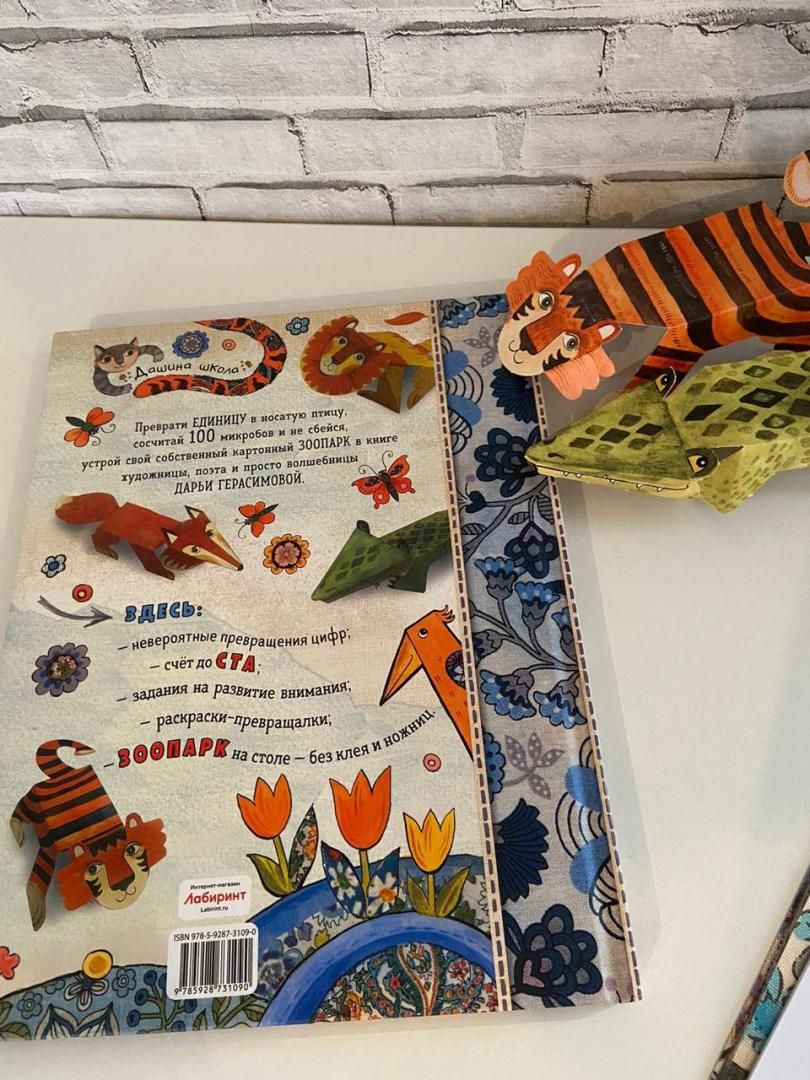 Дашина школа
Преврати ЕДИНИЦУ в носатую птицу,
сосчитай 100 микробов и не сбейся,
устрой свой собственный картонный ЗООПАРК в книге
художницы, поэта и просто волшебницы
ДАРЬИ ГЕРАСИМОВОЙ.
ЗДЕСЬ:
– невероятные превращения цифр;
– счёт до СТА;
– задания на развитие внимания;
– раскраски-превращалки;
– ЗООПАРК на столе – без клея и ножниц.
Интернет-магазин
Лабиринт
Labirint.ru
ISBN 978-5-9287-3109-0
9 785928 731090